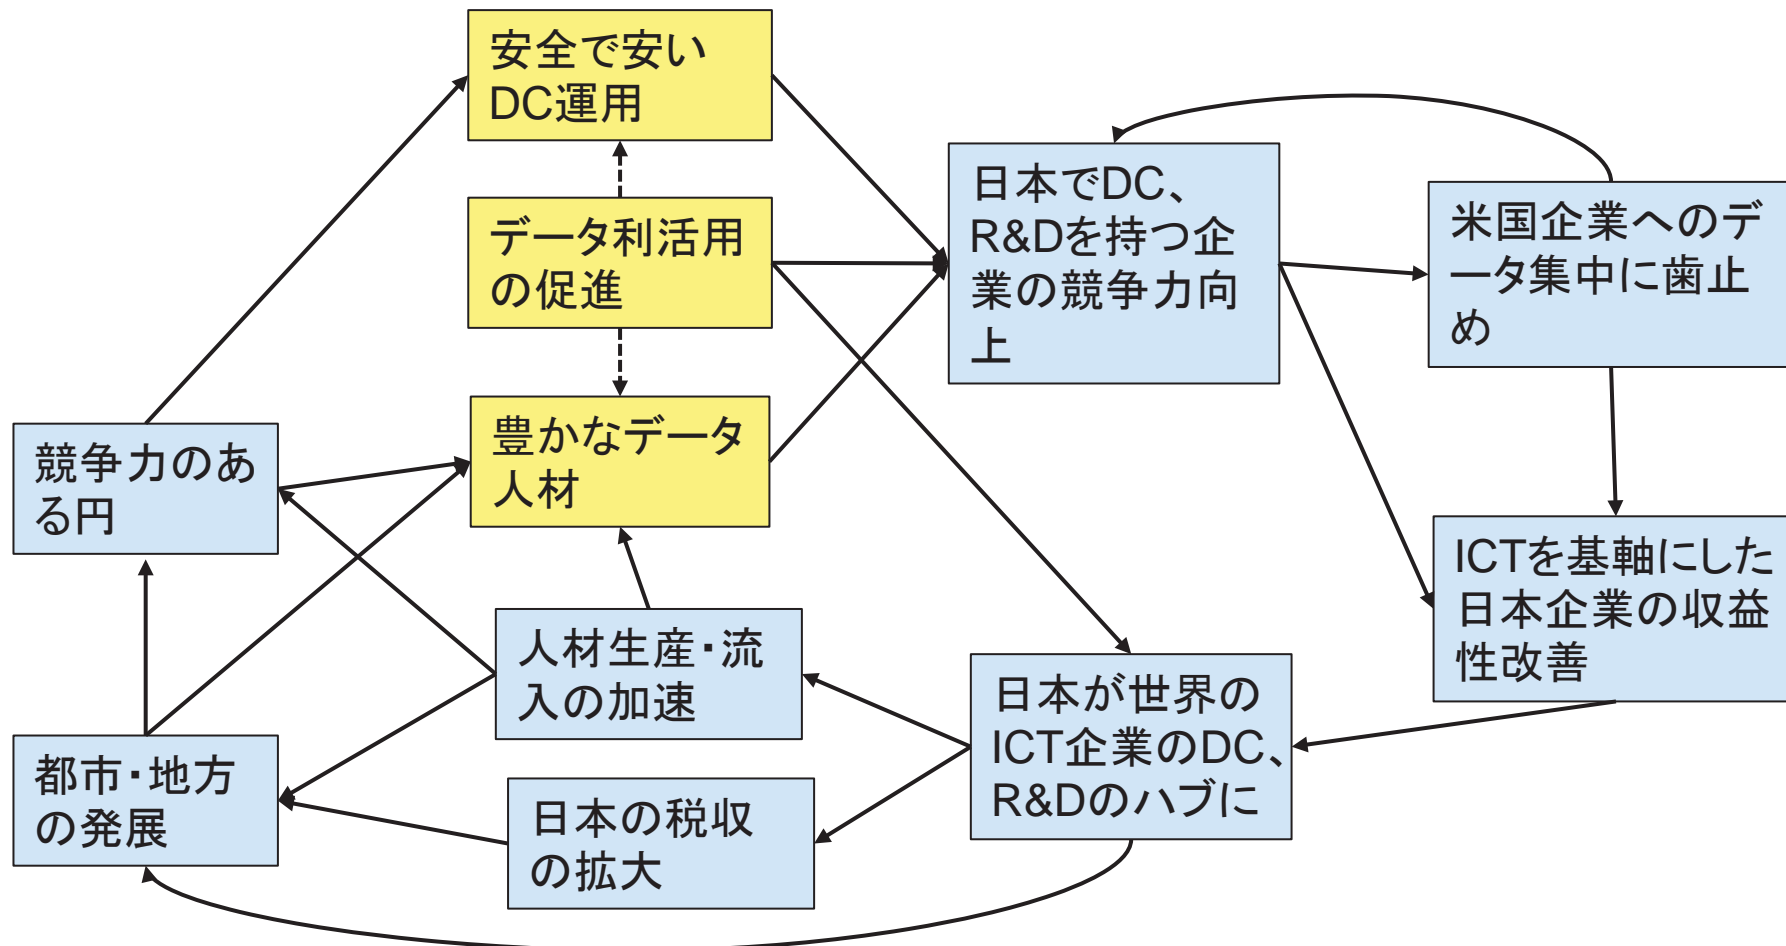 安全で安い
DC運用
データ利活用
の促進
豊かなデータ
人材
日本でDC、
R&Dを持つ企
業の競争力向
上
米国企業へのデ
ータ集中に歯止
め
競争力のあ
る円
ICTを基軸にした
日本企業の収益
性改善
人材生産・流
入の加速
日本が世界の
ICT企業のDC、
R&Dのハブに
都市・地方
の発展
日本の税収
の拡大